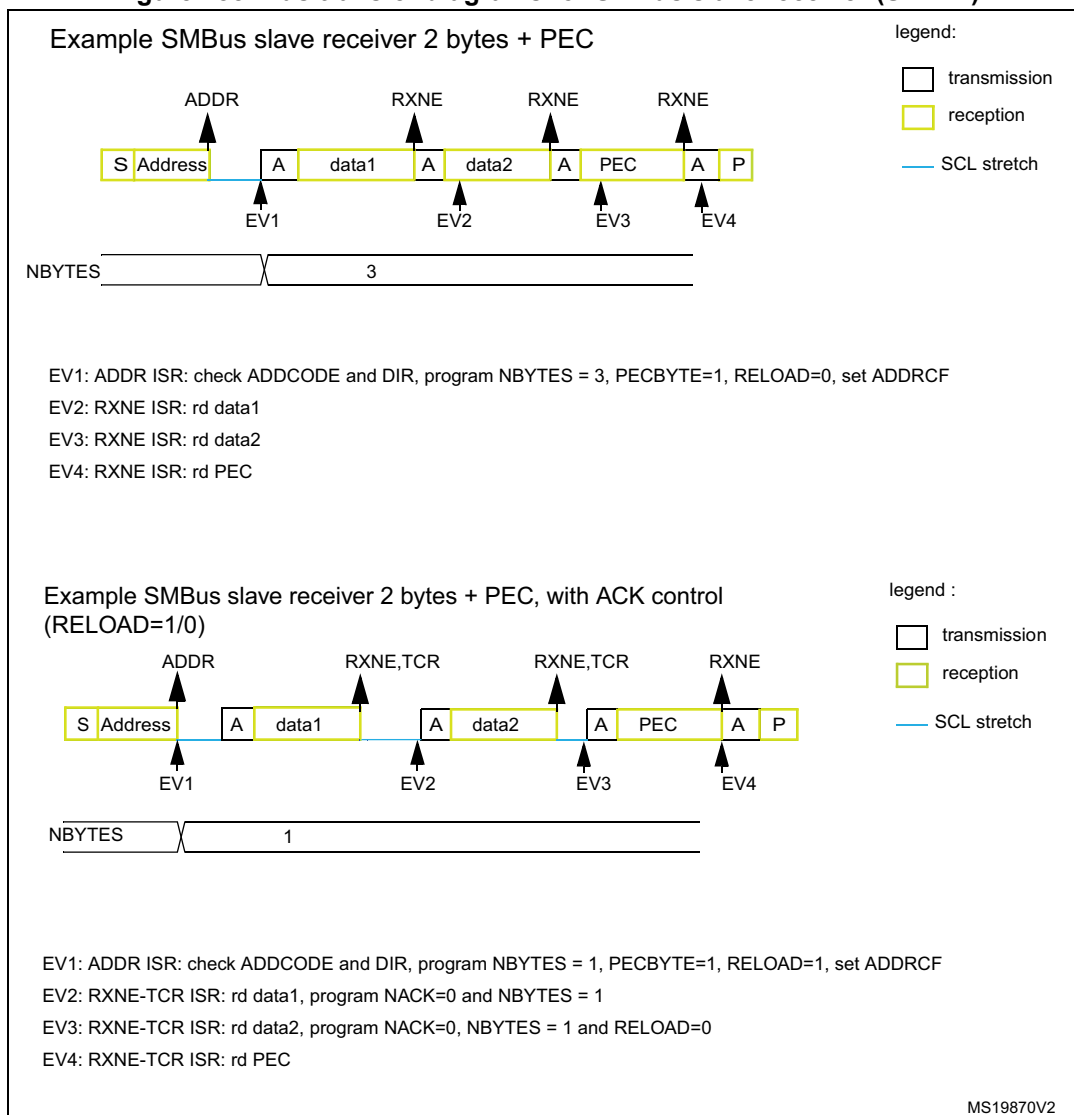 Example SMBus slave receiver 2 bytes + PEC
legend:
transmission
reception
SCL stretch
ADDR RXNE RXNE RXNE
S Address A data1 A data2 A PEC A P
EV1 EV2 EV3 EV4
NBYTES 3
EV1: ADDR ISR: check ADDCODE and DIR, program NBYTES = 3, PECBYTE=1, RELOAD=0, set ADDRCF
EV2: RXNE ISR: rd data1
EV3: RXNE ISR: rd data2
EV4: RXNE ISR: rd PEC
Example SMBus slave receiver 2 bytes + PEC, with ACK control
(RELOAD=1/0)
legend :
transmission
reception
SCL stretch
ADDR RXNE,TCR RXNE,TCR RXNE
S Address A data1 A data2 A PEC A P
EV1 EV2 EV3 EV4
NBYTES 1
EV1: ADDR ISR: check ADDCODE and DIR, program NBYTES = 1, PECBYTE=1, RELOAD=1, set ADDRCF
EV2: RXNE-TCR ISR: rd data1, program NACK=0 and NBYTES = 1
EV3: RXNE-TCR ISR: rd data2, program NACK=0, NBYTES = 1 and RELOAD=0
EV4: RXNE-TCR ISR: rd PEC
MS19870V2